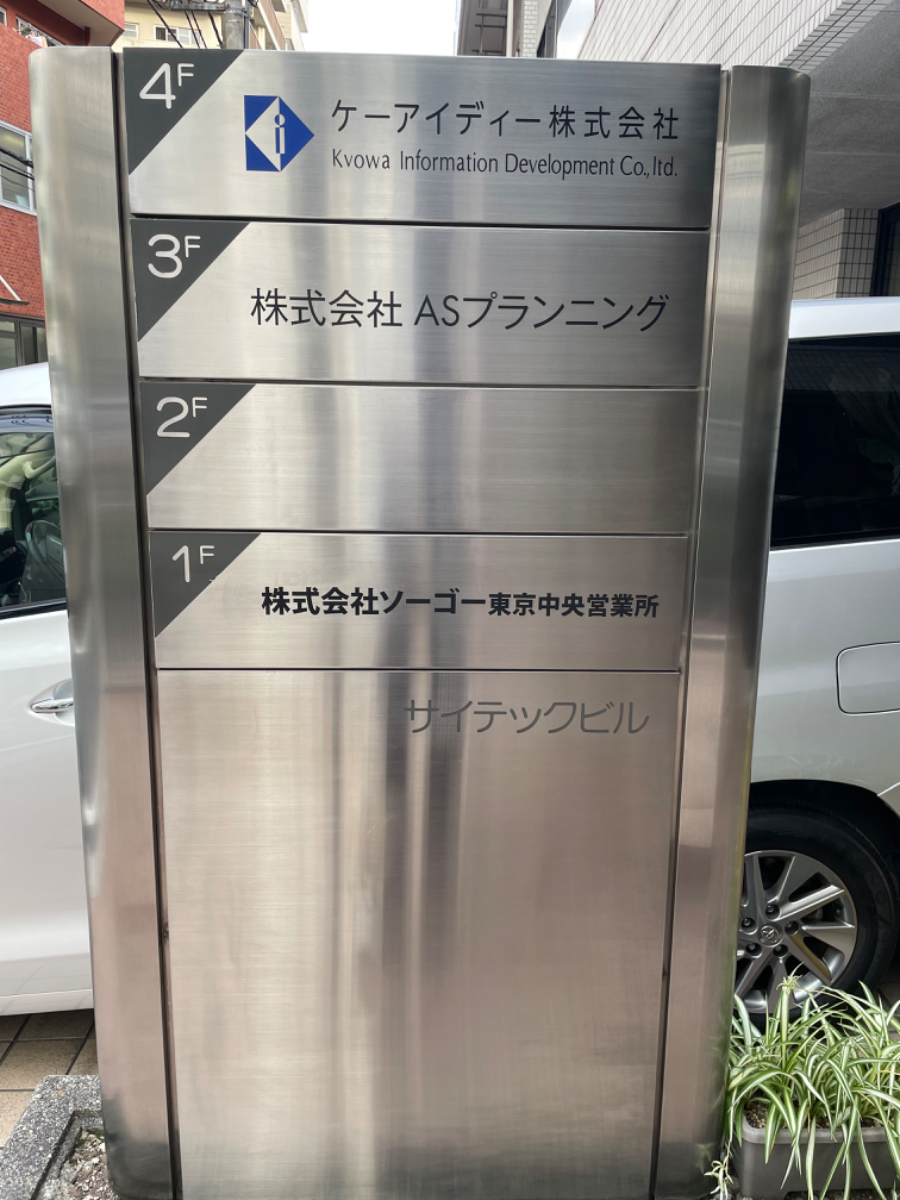 4F
ケーアイディー株式会社
Kvowa Information Development Co.,ltd.
3F
株式会社 ASプランニング
2F
1F
株式会社ソーゴー東京中央営業所
サイテックビル